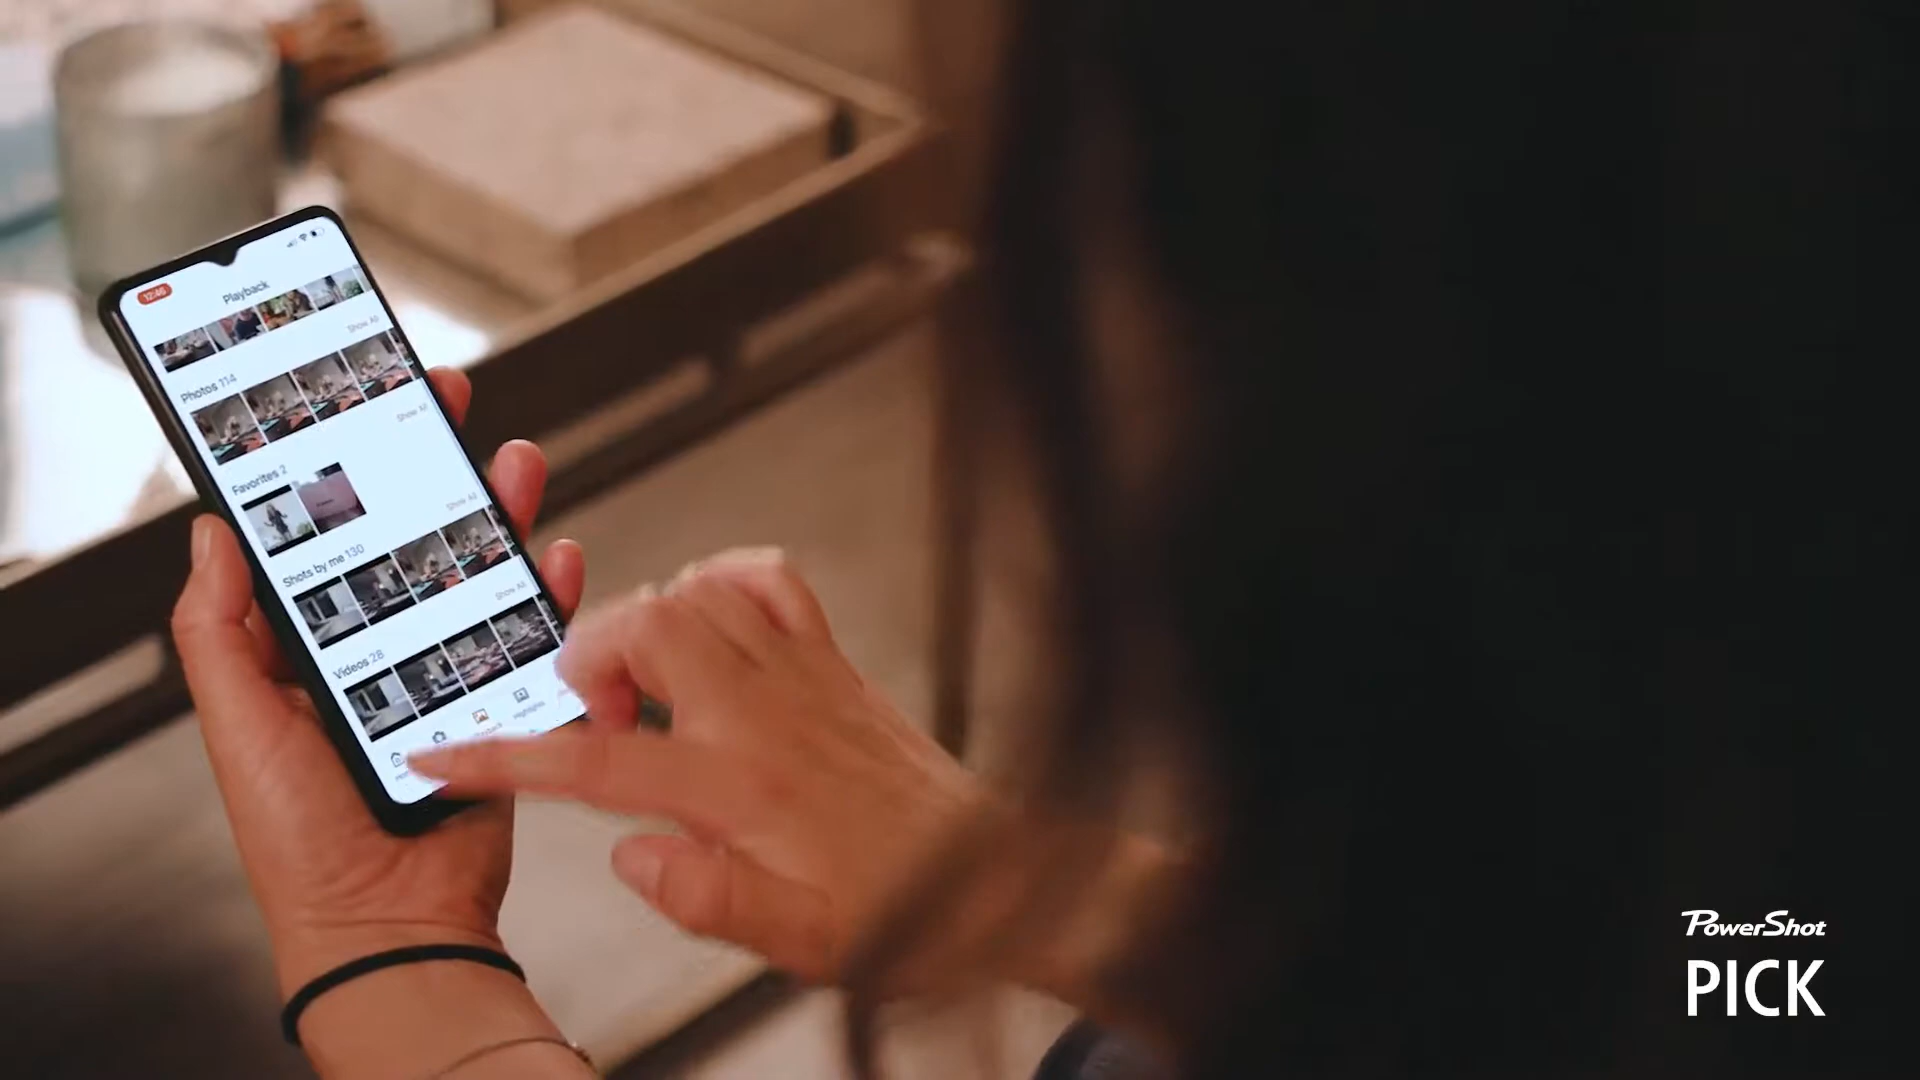 12:46
Playback
Show All
Photos 114
Show All
Favorites 2
Show All
Shots by me 130
Show All
Videos 28
Highlights
Playback
PowerShot
PICK